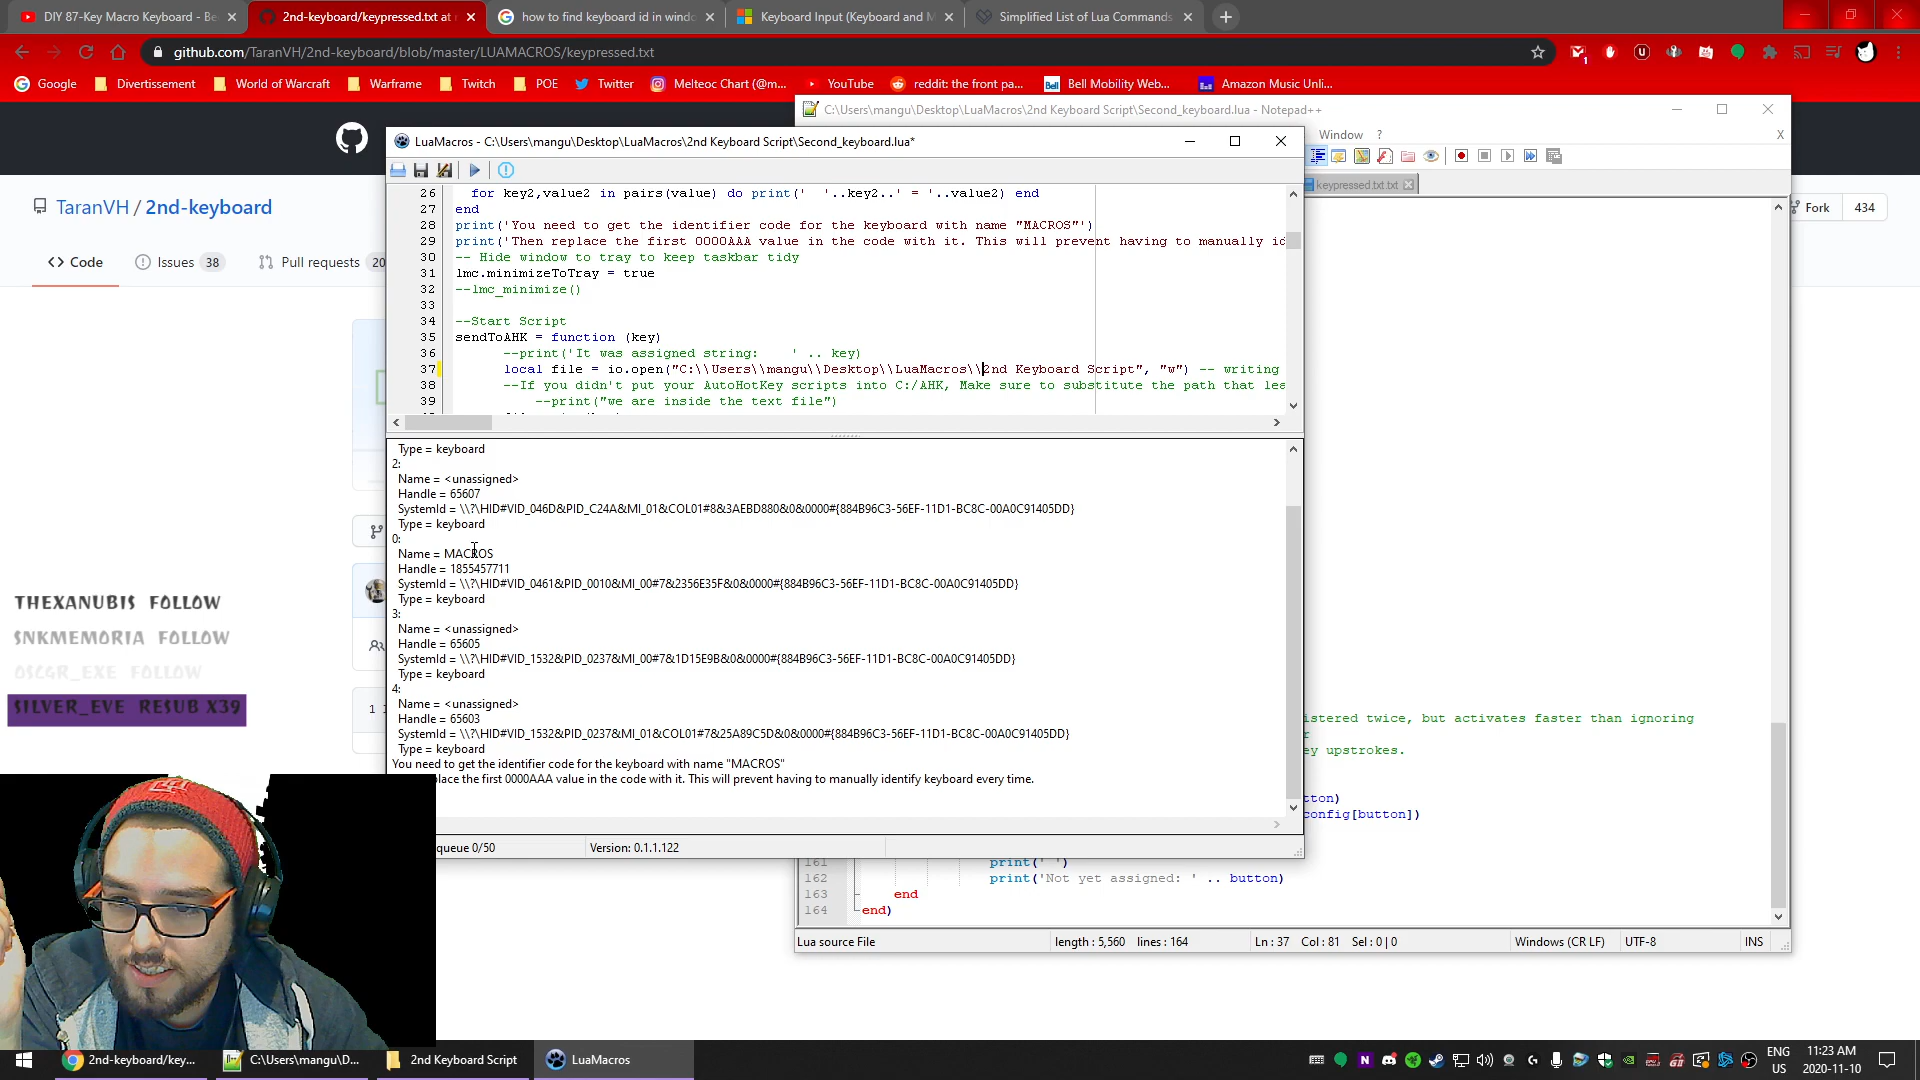 DIY 87-Key Macro Keyboard - Be
2nd-keyboard/keypressed.txt at
how to find keyboard id in wind
Keyboard Input (Keyboard and M
Simplified List of Lua Commands
github.com/TaranVH/2nd-keyboard/blob/master/LUAMACROS/keypressed.txt
Google
Divertissement
World of Warcraft
Warframe
Twitch
POE
Twitter
Melteoc Chart (@m...
YouTube
reddit: the front pa...
Bell Mobility Web...
Amazon Music Unli...
C:\Users\mangu\Desktop\LuaMacros\2nd Keyboard Script\Second_keyboard.lua - Notepad++
Window ?
X
keypressed.txt.txt
Fork 434
TaranVH / 2nd-keyboard
Code
Issues 38
Pull requests 20
LuaMacros - C:\Users\mangu\Desktop\LuaMacros\2nd Keyboard Script\Second_keyboard.lua*
26 for key2,value2 in pairs(value) do print(' '..key2..' = '..value2) end
27 end
28 print('You need to get the identifier code for the keyboard with name "MACROS"')
29 print('Then replace the first 0000AAA value in the code with it. This will prevent having to manually id
30 -- Hide window to tray to keep taskbar tidy
31 lmc.minimizeToTray = true
32 --lmc_minimize()
33
34 --Start Script
35 sendToAHK = function (key)
36 --print('It was assigned string: ' .. key)
37 local file = io.open("C:\\Users\\mangu\\Desktop\\LuaMacros\\2nd Keyboard Script", "w") -- writing
38 --If you didn't put your AutoHotKey scripts into C:/AHK, Make sure to substitute the path that lea
39 --print("we are inside the text file")
Type = keyboard
2:
Name = <unassigned>
Handle = 65607
SystemId = \\?\HID#VID_046D&PID_C24A&MI_01&COL01#8&3AEBD880&0&0000#{884B96C3-56EF-11D1-BC8C-00A0C91405DD}
Type = keyboard
0:
Name = MACROS
Handle = 1855457711
SystemId = \\?\HID#VID_0461&PID_0010&MI_00#7&2356E35F&0&0000#{884B96C3-56EF-11D1-BC8C-00A0C91405DD}
Type = keyboard
3:
Name = <unassigned>
Handle = 65605
SystemId = \\?\HID#VID_1532&PID_0237&MI_00#7&1D15E9B&0&0000#{884B96C3-56EF-11D1-BC8C-00A0C91405DD}
Type = keyboard
4:
Name = <unassigned>
Handle = 65603
SystemId = \\?\HID#VID_1532&PID_0237&MI_01&COL01#7&25A89C5D&0&0000#{884B96C3-56EF-11D1-BC8C-00A0C91405DD}
Type = keyboard
You need to get the identifier code for the keyboard with name "MACROS"
place the first 0000AAA value in the code with it. This will prevent having to manually identify keyboard every time.
queue 0/50
Version: 0.1.1.122
THEXANUBIS FOLLOW
SNKMEMORIA FOLLOW
OSCGR_EXE FOLLOW
SILVER_EVE RESUB X39
istered twice, but activates faster than ignoring
r
ey upstrokes.
tton)
config[button])
161 print(' ')
162 print('Not yet assigned: ' .. button)
163 end
164 end)
Lua source File
length : 5,560 lines : 164
Ln : 37 Col : 81 Sel : 0 | 0
Windows (CR LF)
UTF-8
INS
2nd-keyboard/key...
C:\Users\mangu\D...
2nd Keyboard Script
LuaMacros
ENG
US
11:23 AM
2020-11-10